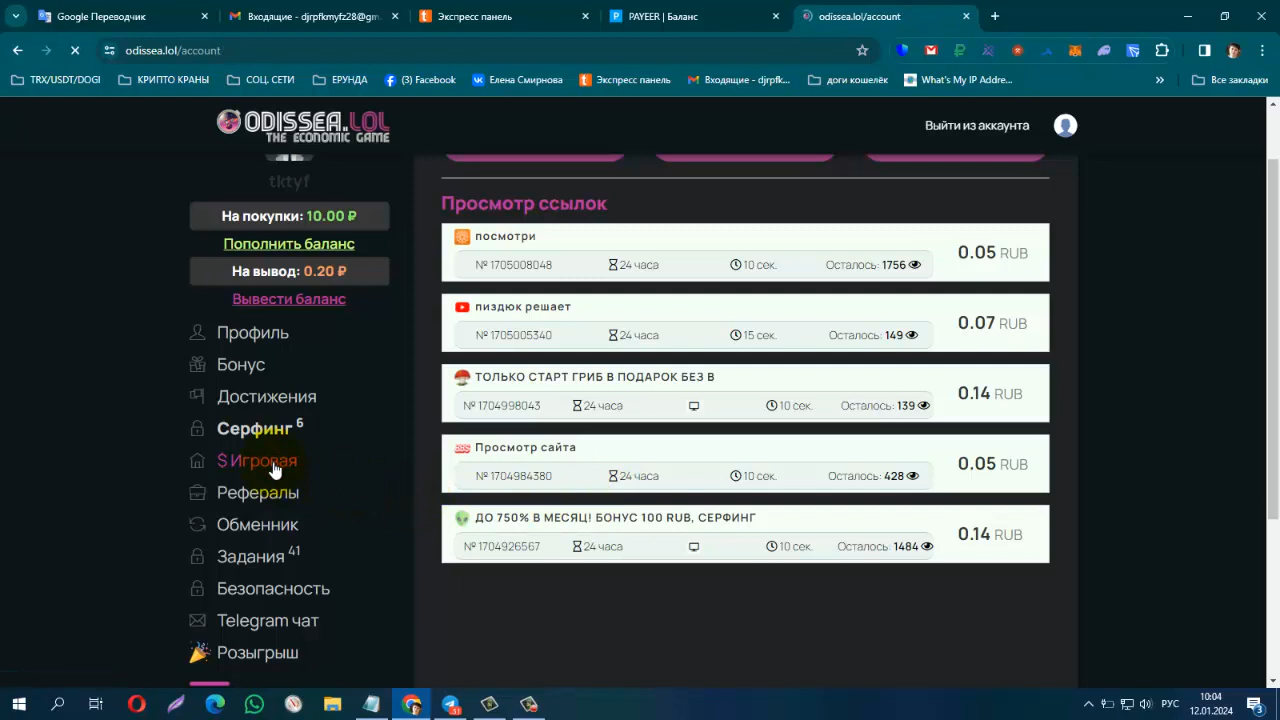 Google Переводчик
Входящие - djrpfkmyfz28@gm
Экспресс панель
PAYEER | Баланс
odissea.lol/account
odissea.lol/account
TRX/USDT/DOGI
КРИПТО КРАНЫ
СОЦ. СЕТИ
ЕРУНДА
(3) Facebook
Елена Смирнова
Экспресс панель
Входящие - djrpfk...
доги кошелёк
What's My IP Addre...
Все закладки
ODISSEA.LOL
THE ECONOMIC GAME
Выйти из аккаунта
tktyf
На покупки: 10.00 ₽
Пополнить баланс
На вывод: 0.20 ₽
Вывести баланс
Профиль
Бонус
Достижения
Серфинг 6
$ Игровая
Рефералы
Обменник
Задания 41
Безопасность
Telegram чат
Розыгрыш
Просмотр ссылок
посмотри
№ 1705008048 24 часа 10 сек. Осталось: 1756
0.05 RUB
пиздюк решает
№ 1705005340 24 часа 15 сек. Осталось: 149
0.07 RUB
ТОЛЬКО СТАРТ ГРИБ В ПОДАРОК БЕЗ В
№ 1704998043 24 часа 10 сек. Осталось: 139
0.14 RUB
Просмотр сайта
№ 1704984380 24 часа 10 сек. Осталось: 428
0.05 RUB
ДО 750% В МЕСЯЦ! БОНУС 100 RUB, СЕРФИНГ
№ 1704926567 24 часа 10 сек. Осталось: 1484
0.14 RUB
РУС
10:04
12.01.2024
3